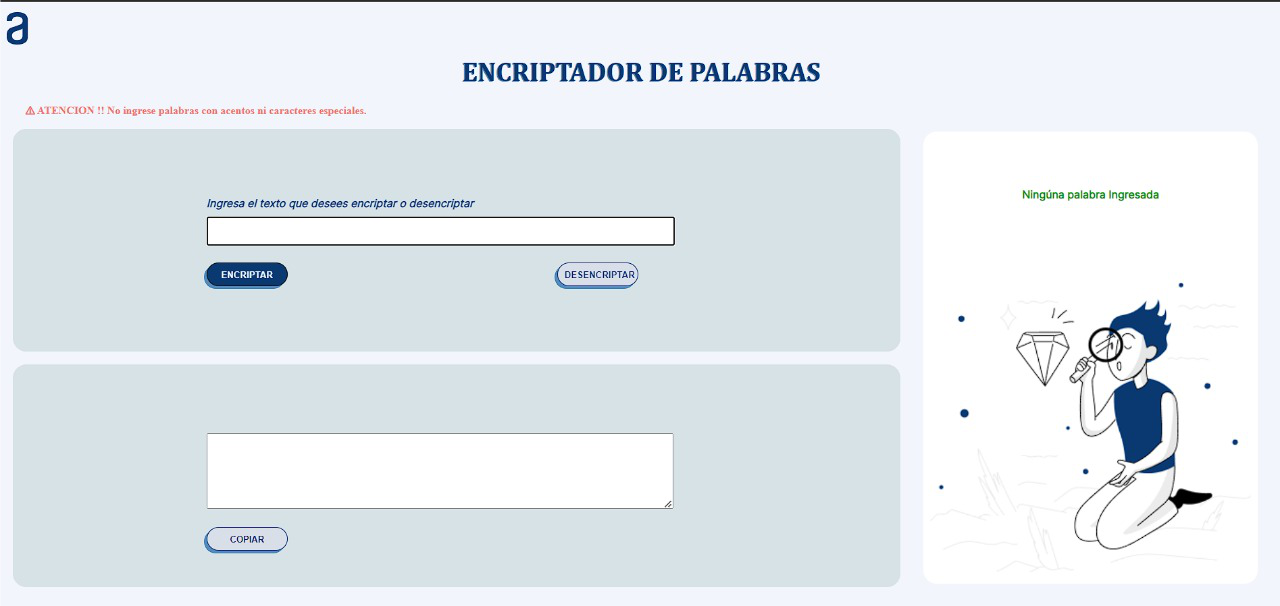 a
ENCRIPTADOR DE PALABRAS
⚠ ATENCION !! No ingrese palabras con acentos ni caracteres especiales.
Ingresa el texto que desees encriptar o desencriptar
ENCRIPTAR DESENCRIPTAR
COPIAR
Ningúna palabra Ingresada